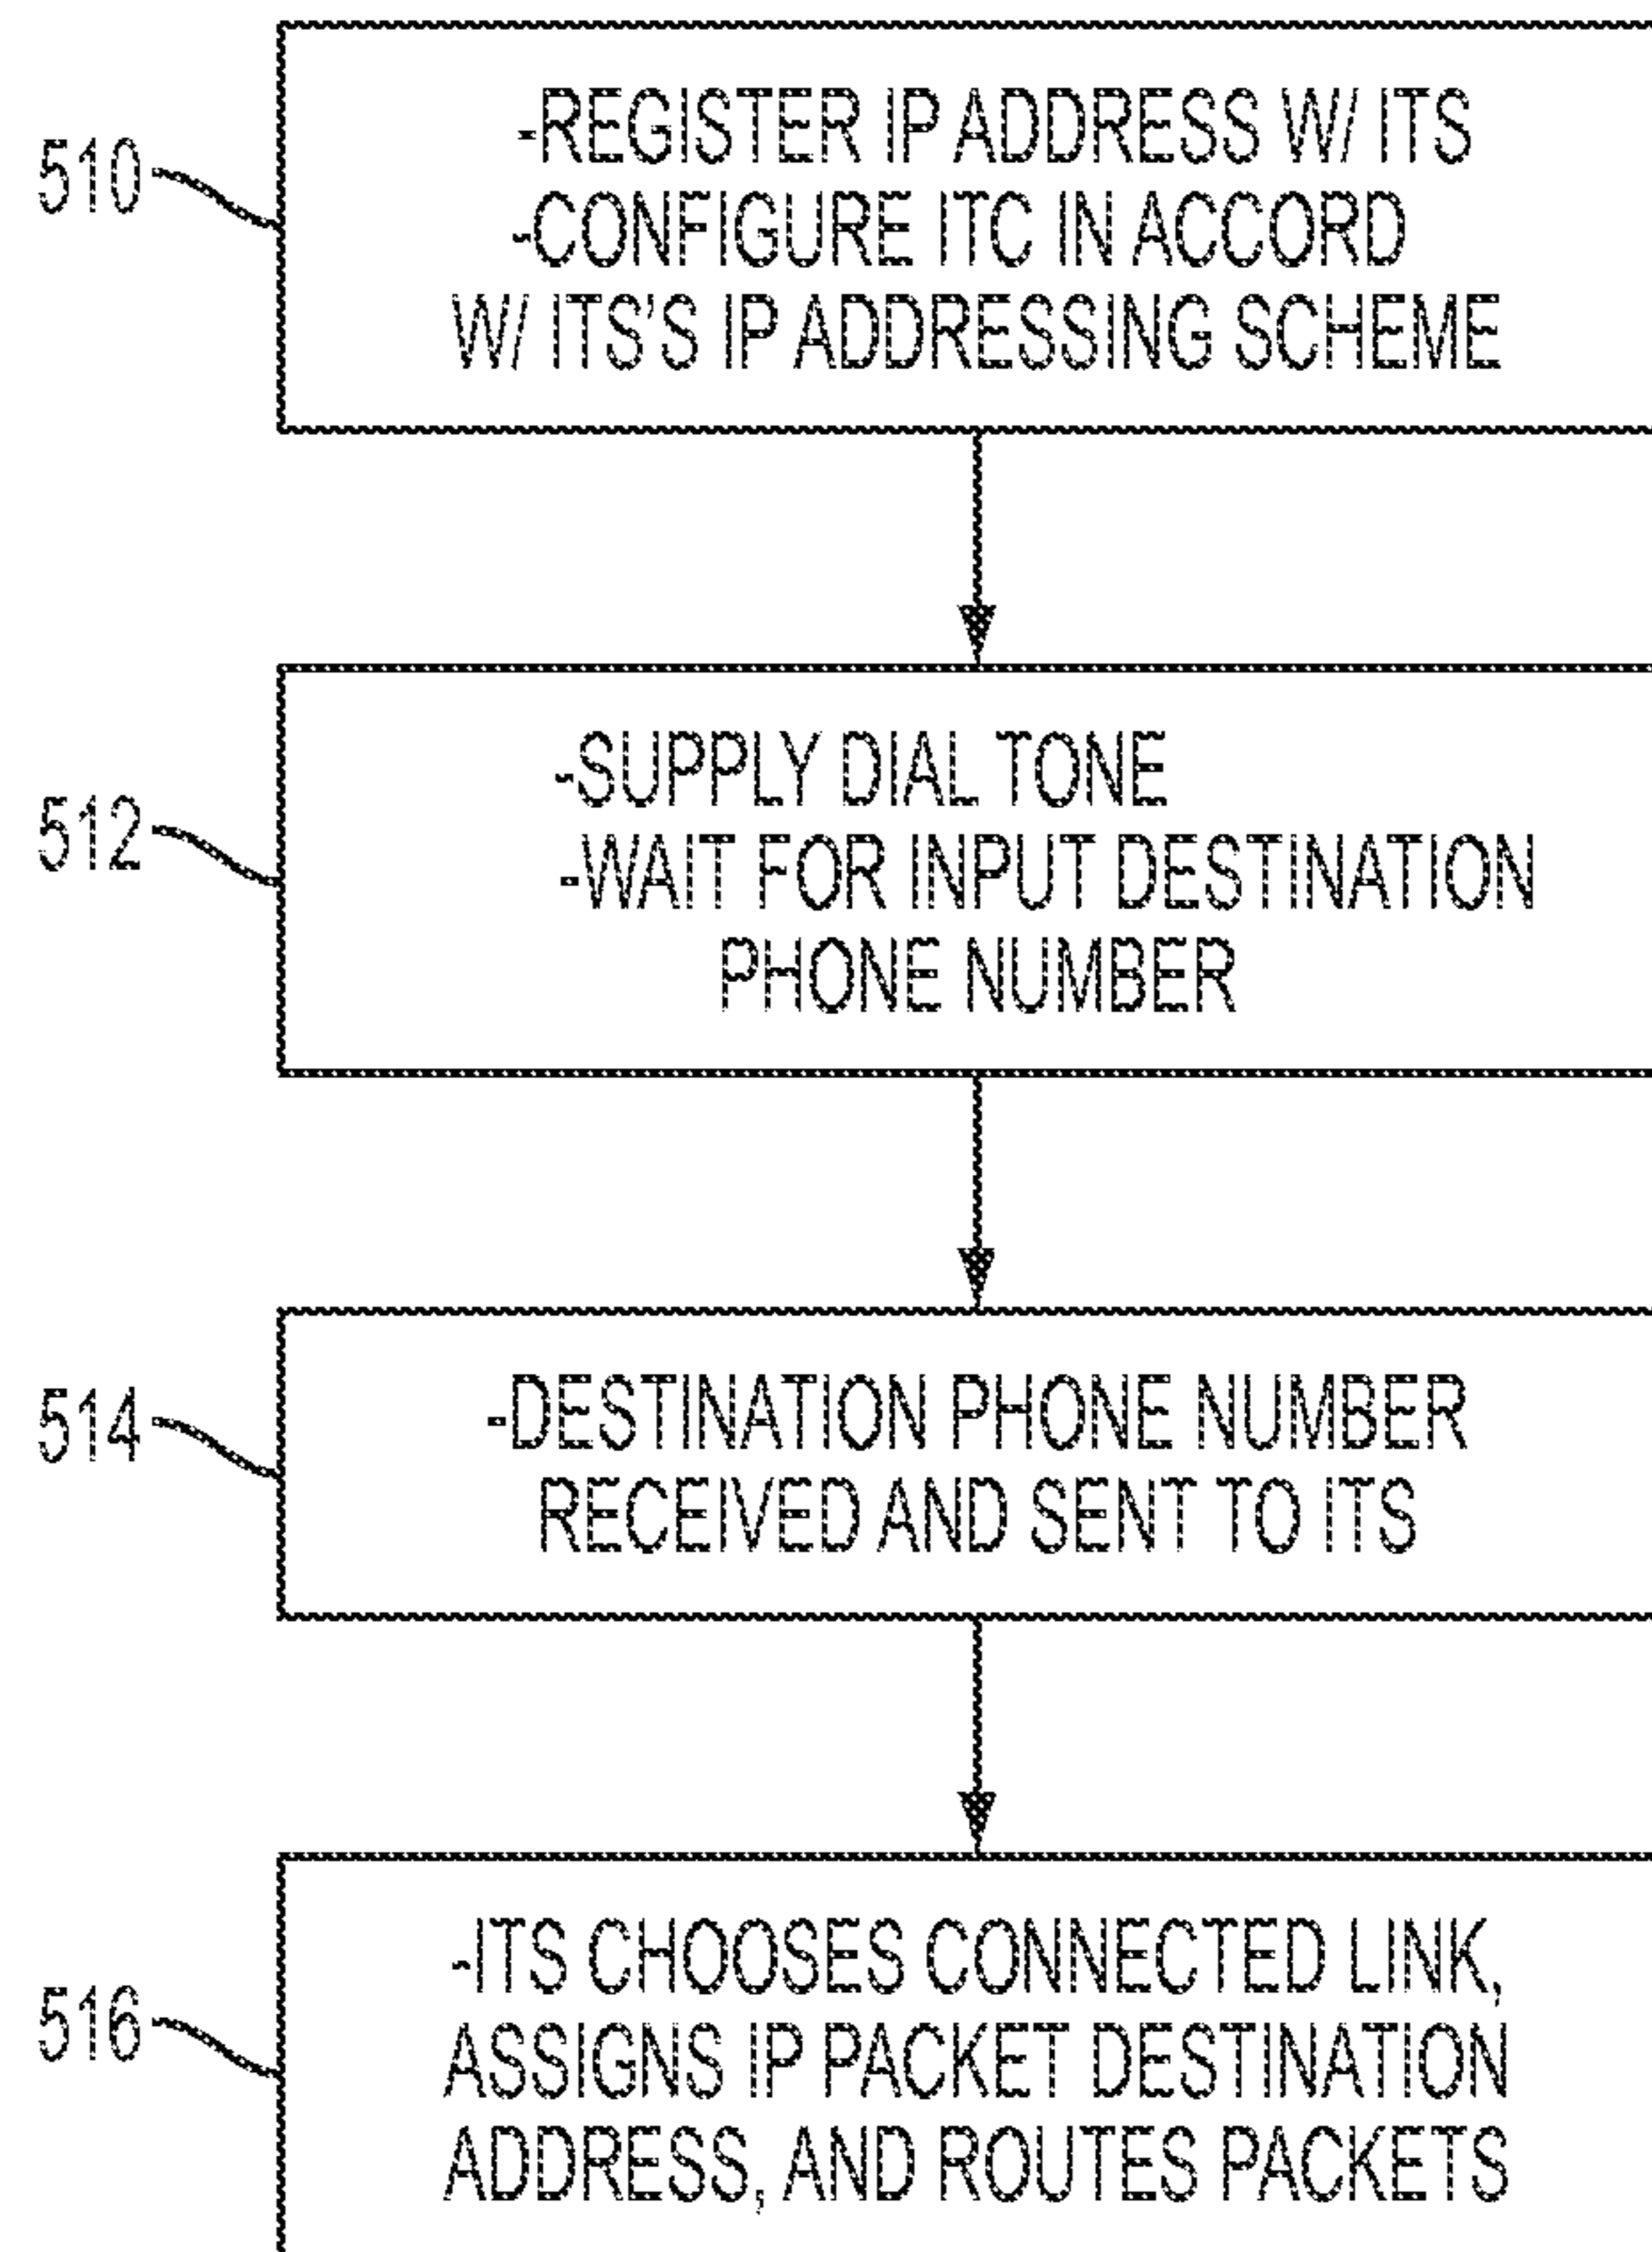 510
-REGISTER IP ADDRESS W/ ITS
-CONFIGURE ITC IN ACCORD
W/ ITS'S IP ADDRESSING SCHEME
512
-SUPPLY DIAL TONE
-WAIT FOR INPUT DESTINATION
PHONE NUMBER
514
-DESTINATION PHONE NUMBER
RECEIVED AND SENT TO ITS
516
-ITS CHOOSES CONNECTED LINK,
ASSIGNS IP PACKET DESTINATION
ADDRESS, AND ROUTES PACKETS